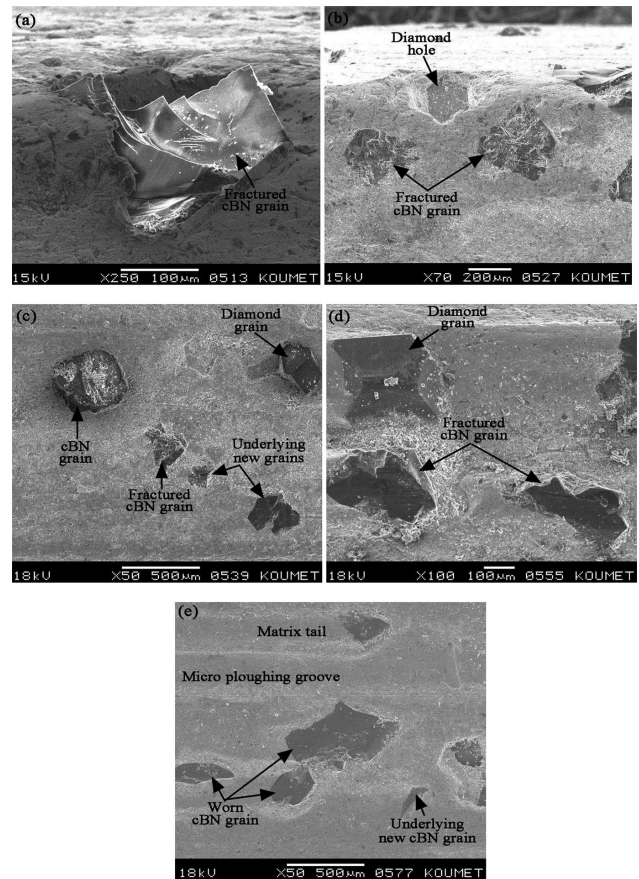 (a)
Fractured
cBN grain
15kV X250 100µm 0513 KOUMET
(b)
Diamond
hole
Fractured
cBN grain
15kV X70 200µm 0527 KOUMET
(c)
Diamond
grain
cBN
grain
Fractured
cBN grain
Underlying
new grains
18kV X50 500µm 0539 KOUMET
(d)
Diamond
grain
Fractured
cBN grain
18kV X100 100µm 0555 KOUMET
(e)
Matrix tail
Micro ploughing groove
Worn
cBN grain
Underlying
new cBN grain
18kV X50 500µm 0577 KOUMET